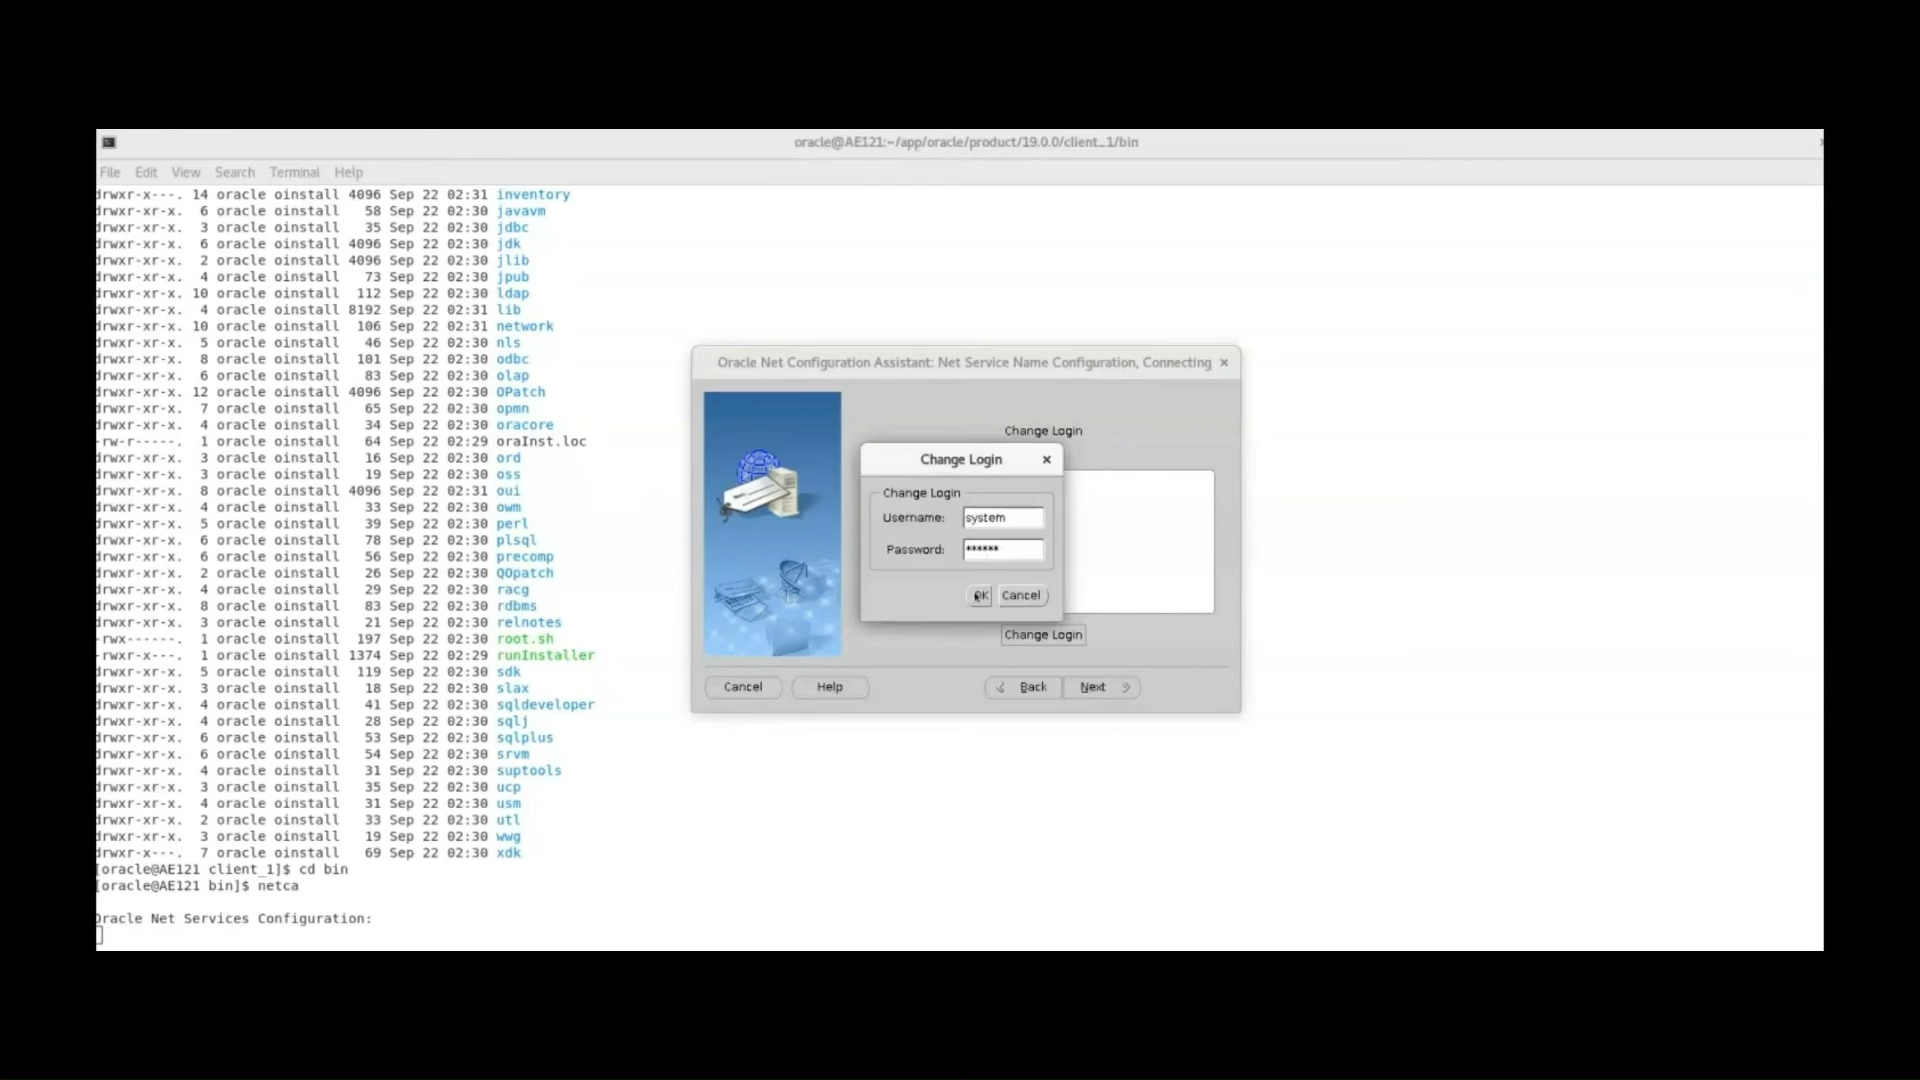 oracle@AE121:~/app/oracle/product/19.0.0/client_1/bin
File Edit View Search Terminal Help
drwxr-x---. 14 oracle oinstall 4096 Sep 22 02:31 inventory
drwxr-xr-x. 6 oracle oinstall 58 Sep 22 02:30 javavm
drwxr-xr-x. 3 oracle oinstall 35 Sep 22 02:30 jdbc
drwxr-xr-x. 6 oracle oinstall 4096 Sep 22 02:30 jdk
drwxr-xr-x. 2 oracle oinstall 4096 Sep 22 02:30 jlib
drwxr-xr-x. 4 oracle oinstall 73 Sep 22 02:30 jpub
drwxr-xr-x. 10 oracle oinstall 112 Sep 22 02:30 ldap
drwxr-xr-x. 4 oracle oinstall 8192 Sep 22 02:31 lib
drwxr-xr-x. 10 oracle oinstall 106 Sep 22 02:31 network
drwxr-xr-x. 5 oracle oinstall 46 Sep 22 02:30 nls
drwxr-xr-x. 8 oracle oinstall 101 Sep 22 02:30 odbc
drwxr-xr-x. 6 oracle oinstall 83 Sep 22 02:30 olap
drwxr-xr-x. 12 oracle oinstall 4096 Sep 22 02:30 OPatch
drwxr-xr-x. 7 oracle oinstall 65 Sep 22 02:30 opmn
drwxr-xr-x. 4 oracle oinstall 34 Sep 22 02:30 oracore
-rw-r-----. 1 oracle oinstall 64 Sep 22 02:29 oraInst.loc
drwxr-xr-x. 3 oracle oinstall 16 Sep 22 02:30 ord
drwxr-xr-x. 3 oracle oinstall 19 Sep 22 02:30 oss
drwxr-xr-x. 8 oracle oinstall 4096 Sep 22 02:31 oui
drwxr-xr-x. 4 oracle oinstall 33 Sep 22 02:30 owm
drwxr-xr-x. 5 oracle oinstall 39 Sep 22 02:30 perl
drwxr-xr-x. 6 oracle oinstall 78 Sep 22 02:30 plsql
drwxr-xr-x. 6 oracle oinstall 56 Sep 22 02:30 precomp
drwxr-xr-x. 2 oracle oinstall 26 Sep 22 02:30 QOpatch
drwxr-xr-x. 4 oracle oinstall 29 Sep 22 02:30 racg
drwxr-xr-x. 8 oracle oinstall 83 Sep 22 02:30 rdbms
drwxr-xr-x. 3 oracle oinstall 21 Sep 22 02:30 relnotes
-rwx------. 1 oracle oinstall 197 Sep 22 02:30 root.sh
-rwxr-x---. 1 oracle oinstall 1374 Sep 22 02:29 runInstaller
drwxr-xr-x. 5 oracle oinstall 119 Sep 22 02:30 sdk
drwxr-xr-x. 3 oracle oinstall 18 Sep 22 02:30 slax
drwxr-xr-x. 4 oracle oinstall 41 Sep 22 02:30 sqldeveloper
drwxr-xr-x. 4 oracle oinstall 28 Sep 22 02:30 sqlj
drwxr-xr-x. 6 oracle oinstall 53 Sep 22 02:30 sqlplus
drwxr-xr-x. 6 oracle oinstall 54 Sep 22 02:30 srvm
drwxr-xr-x. 4 oracle oinstall 31 Sep 22 02:30 suptools
drwxr-xr-x. 3 oracle oinstall 35 Sep 22 02:30 ucp
drwxr-xr-x. 4 oracle oinstall 31 Sep 22 02:30 usm
drwxr-xr-x. 2 oracle oinstall 33 Sep 22 02:30 utl
drwxr-xr-x. 3 oracle oinstall 19 Sep 22 02:30 wwg
drwxr-x---. 7 oracle oinstall 69 Sep 22 02:30 xdk
[oracle@AE121 client_1]$ cd bin
[oracle@AE121 bin]$ netca
Oracle Net Services Configuration:
Oracle Net Configuration Assistant: Net Service Name Configuration, Connecting
Change Login
Change Login
Change Login
Username: system
Password: ******
OK Cancel
Change Login
Cancel Help Back Next